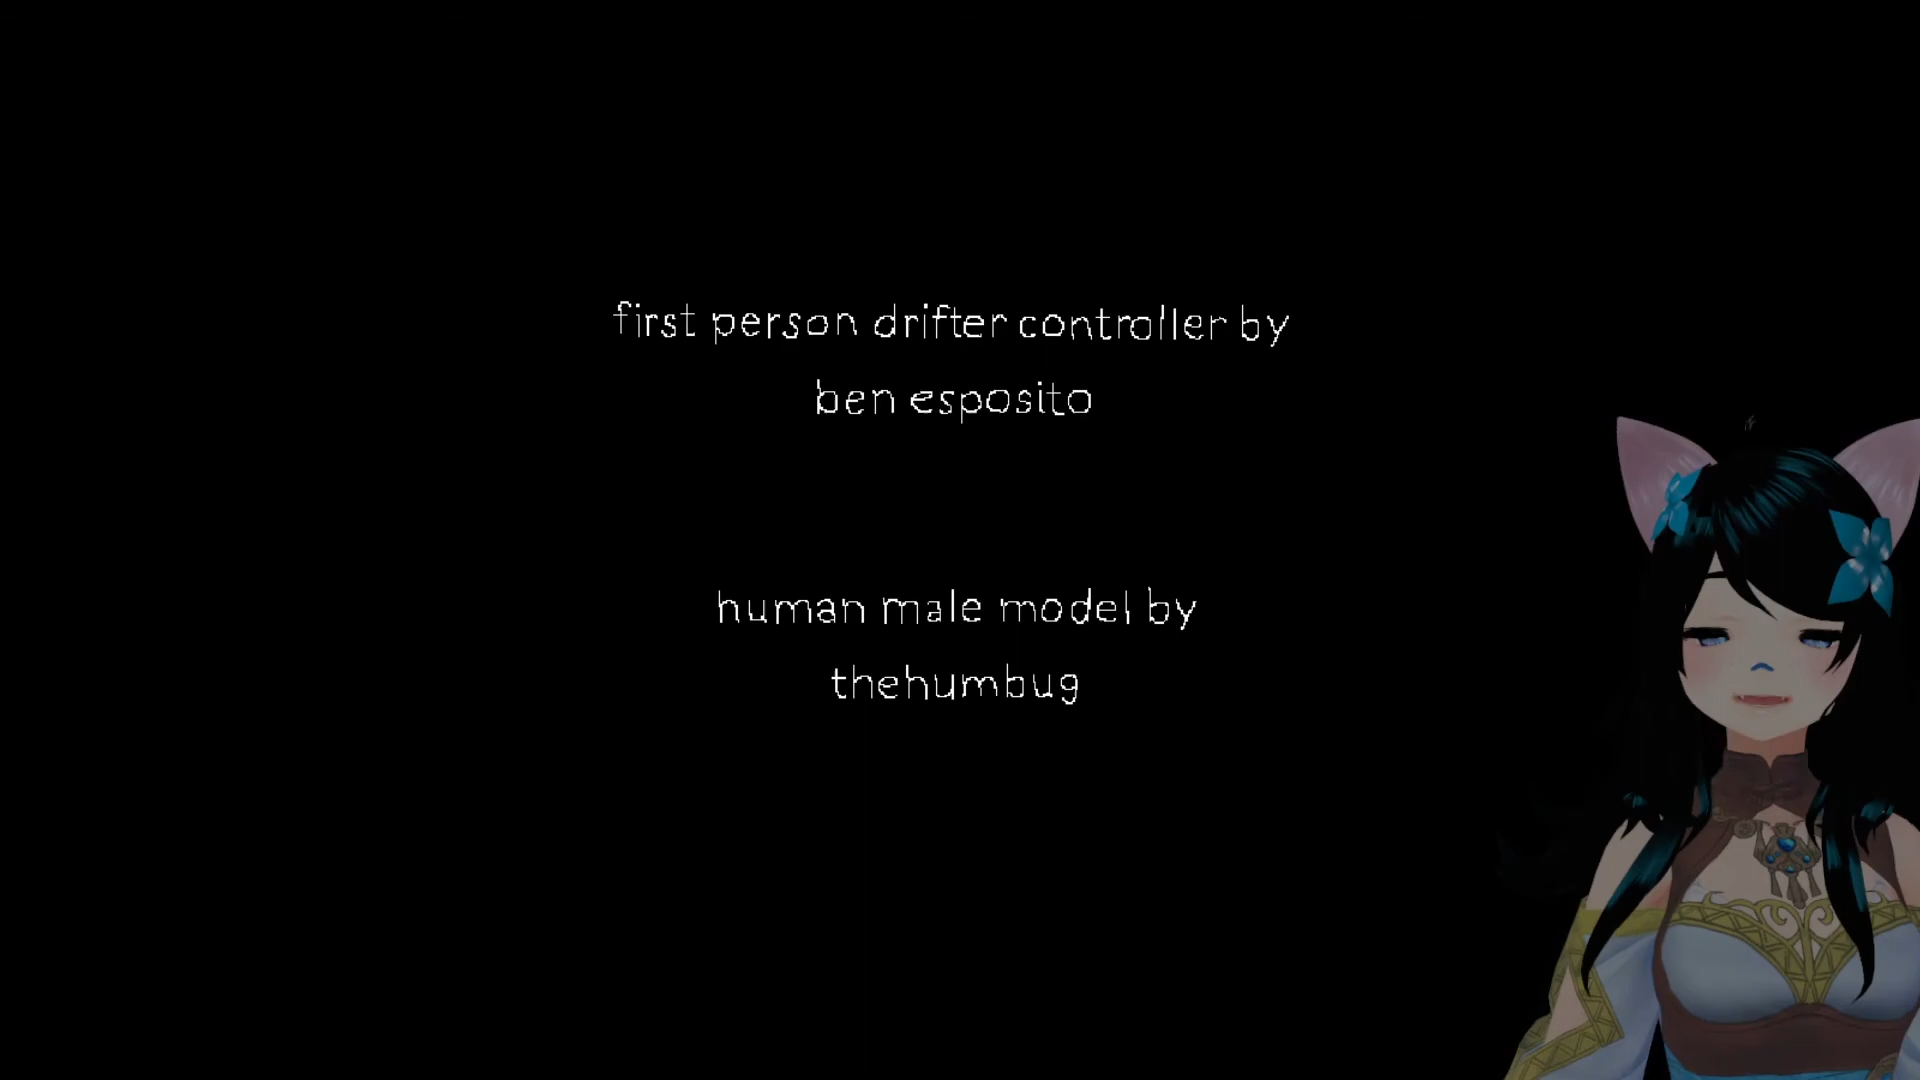 first person drifter controller by
ben esposito
human male model by
thehumbug